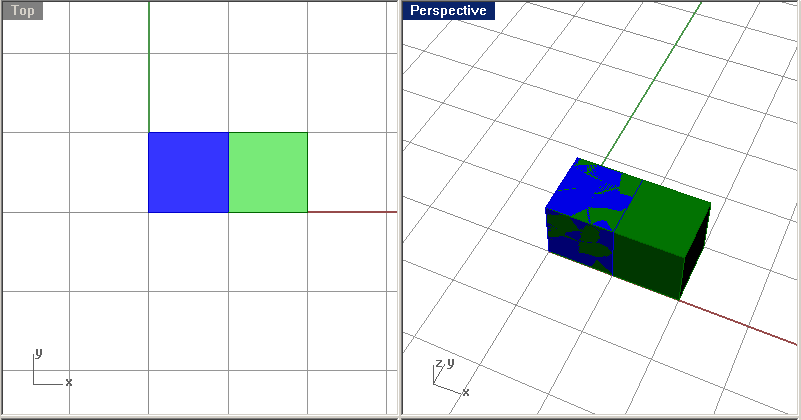 Top
Perspective
y
x
z y
x